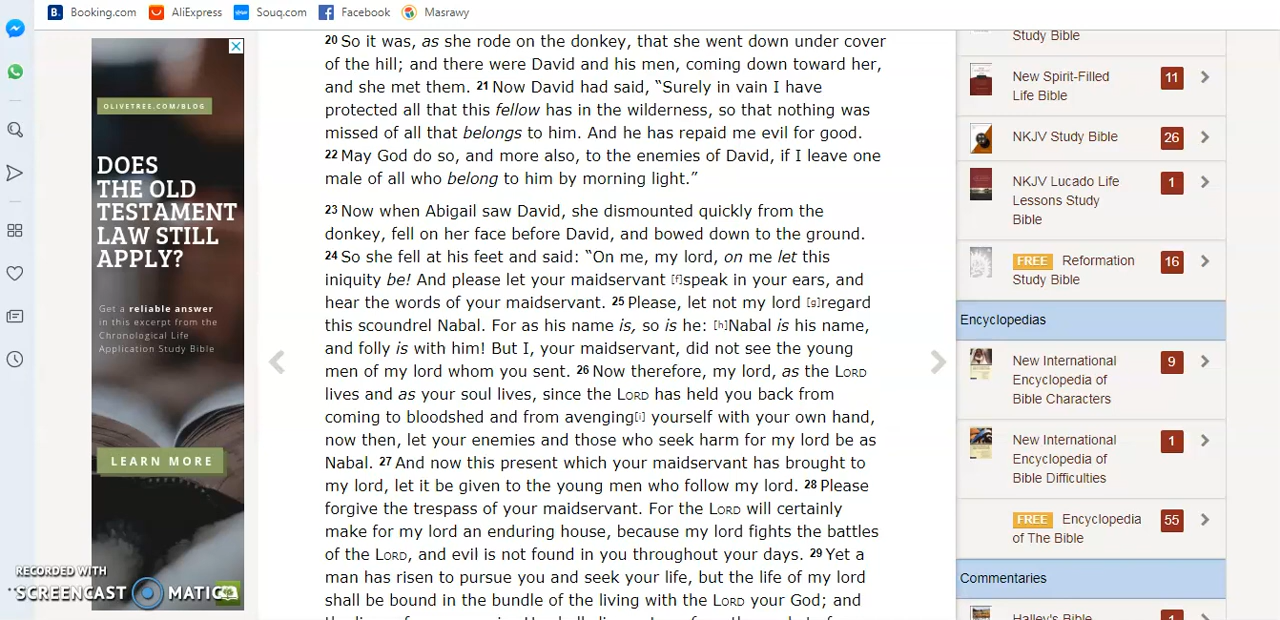 Booking.com AliExpress Souq.com Facebook Masrawy
OLIVETREE.COM/BLOG
DOES
THE OLD
TESTAMENT
LAW STILL
APPLY?
Get a reliable answer
in this excerpt from the
Chronological Life
Application Study Bible
LEARN MORE
RECORDED WITH
SCREENCAST MATIC
20 So it was, as she rode on the donkey, that she went down under cover
of the hill; and there were David and his men, coming down toward her,
and she met them. 21 Now David had said, “Surely in vain I have
protected all that this fellow has in the wilderness, so that nothing was
missed of all that belongs to him. And he has repaid me evil for good.
22 May God do so, and more also, to the enemies of David, if I leave one
male of all who belong to him by morning light.”
23 Now when Abigail saw David, she dismounted quickly from the
donkey, fell on her face before David, and bowed down to the ground.
24 So she fell at his feet and said: “On me, my lord, on me let this
iniquity be! And please let your maidservant [f]speak in your ears, and
hear the words of your maidservant. 25 Please, let not my lord [g]regard
this scoundrel Nabal. For as his name is, so is he: [h]Nabal is his name,
and folly is with him! But I, your maidservant, did not see the young
men of my lord whom you sent. 26 Now therefore, my lord, as the LORD
lives and as your soul lives, since the LORD has held you back from
coming to bloodshed and from avenging[i] yourself with your own hand,
now then, let your enemies and those who seek harm for my lord be as
Nabal. 27 And now this present which your maidservant has brought to
my lord, let it be given to the young men who follow my lord. 28 Please
forgive the trespass of your maidservant. For the LORD will certainly
make for my lord an enduring house, because my lord fights the battles
of the LORD, and evil is not found in you throughout your days. 29 Yet a
man has risen to pursue you and seek your life, but the life of my lord
shall be bound in the bundle of the living with the LORD your God; and
Study Bible
New Spirit-Filled 11
Life Bible
NKJV Study Bible 26
NKJV Lucado Life 1
Lessons Study
Bible
FREE Reformation 16
Study Bible
Encyclopedias
New International 9
Encyclopedia of
Bible Characters
New International 1
Encyclopedia of
Bible Difficulties
FREE Encyclopedia 55
of The Bible
Commentaries
Halley's Bible 1